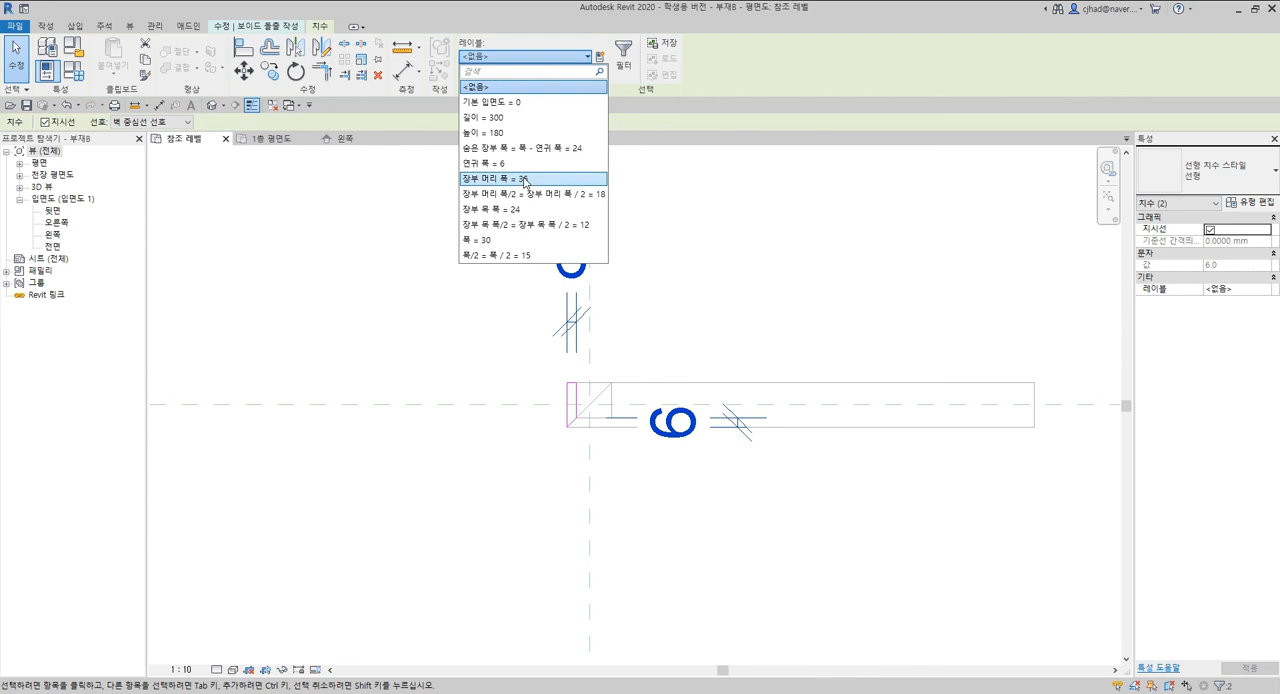 Autodesk Revit 2020 - 학생용 버전 - 부재B - 평면도: 참조 레벨
cjhad@naver....
파일 작성 삽입 주석 뷰 관리 애드인 수정 | 보이드 돌출 작성 치수
수정
붙여넣기
절단
결합
저장
로드
편집
필터
선택 특성 클립보드 형상 수정 측정 작성 선택
레이블:
<없음>
검색
<없음>
기본 입면도 = 0
길이 = 300
높이 = 180
숨은 장부 폭 = 폭 - 연귀 폭 = 24
연귀 폭 = 6
장부 머리 폭 = 36
장부 머리 폭/2 = 장부 머리 폭 / 2 = 18
장부 목 폭 = 24
장부 목 폭/2 = 장부 목 폭 / 2 = 12
폭 = 30
폭/2 = 폭 / 2 = 15
치수 지시선 선호: 벽 중심선 선호
프로젝트 탐색기 - 부재B
뷰 (전체)
평면
천장 평면도
3D 뷰
입면도 (입면도 1)
뒷면
오른쪽
왼쪽
전면
시트 (전체)
패밀리
그룹
Revit 링크
참조 레벨 1층 평면도 왼쪽
6
특성
선형 치수 스타일
선형
치수 (2) 유형 편집
그래픽
지시선
기준선 간격띄... 0.0000 mm
문자
값 6.0
기타
레이블 <없음>
특성 도움말 적용
1 : 10
선택하려면 항목을 클릭하고, 다른 항목을 선택하려면 Tab 키, 추가하려면 Ctrl 키, 선택 취소하려면 Shift 키를 누르십시오.
:2